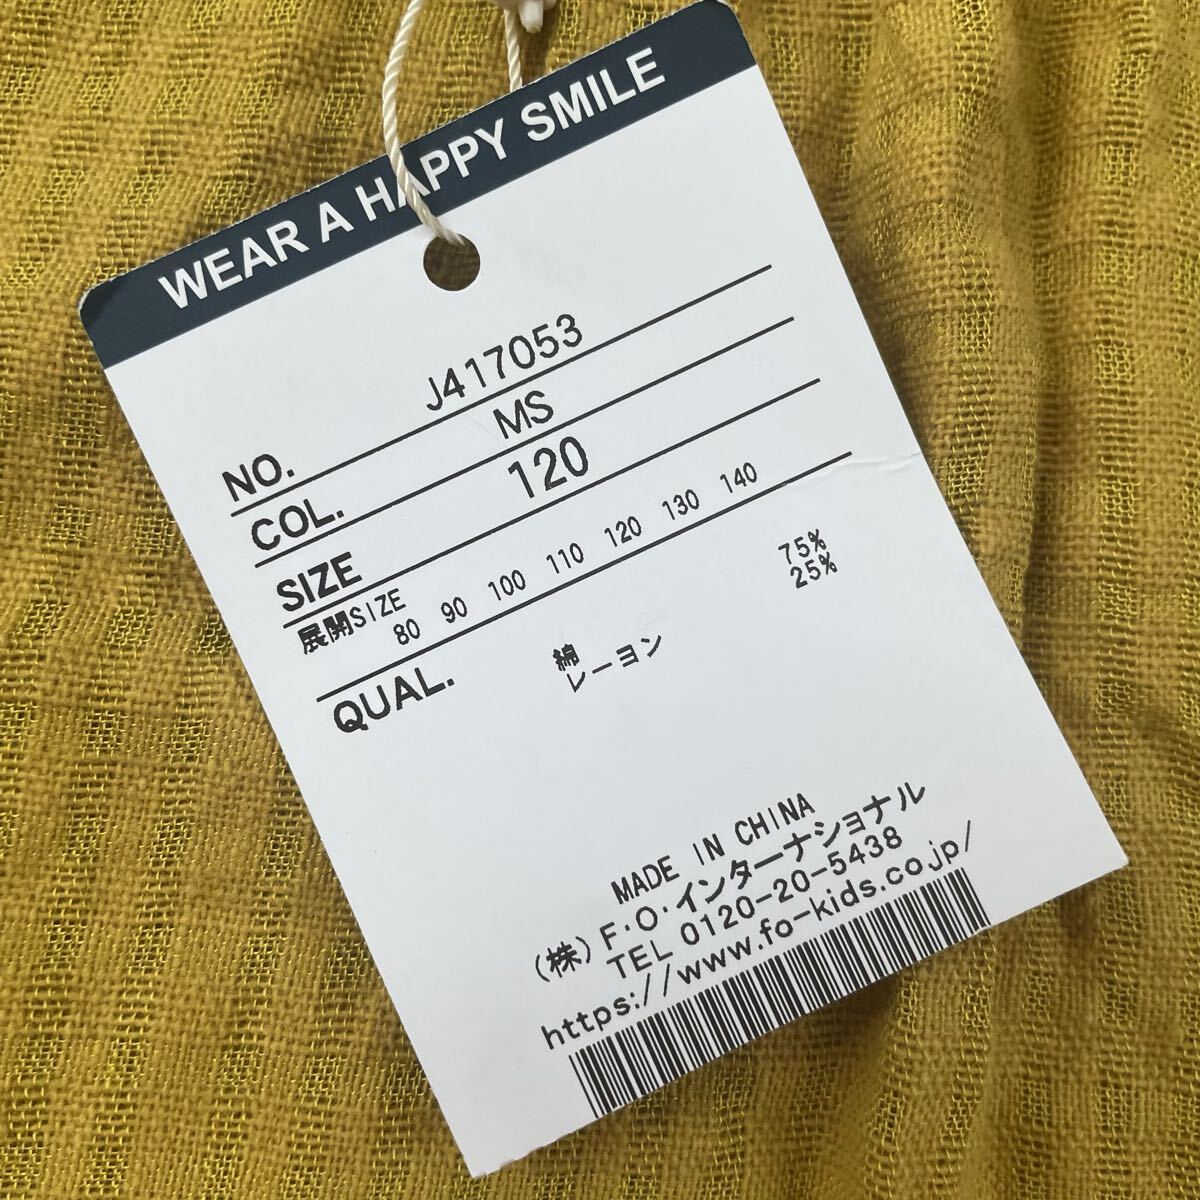 WEAR A HAPPY SMILE
NO. J417053
COL. MS
SIZE 120
展開SIZE
80 90 100 110 120 130 140
QUAL. 綿 75%
レーヨン 25%
MADE IN CHINA
(株) F・O・インターナショナル
TEL 0120-20-5438
https://www.fo-kids.co.jp/